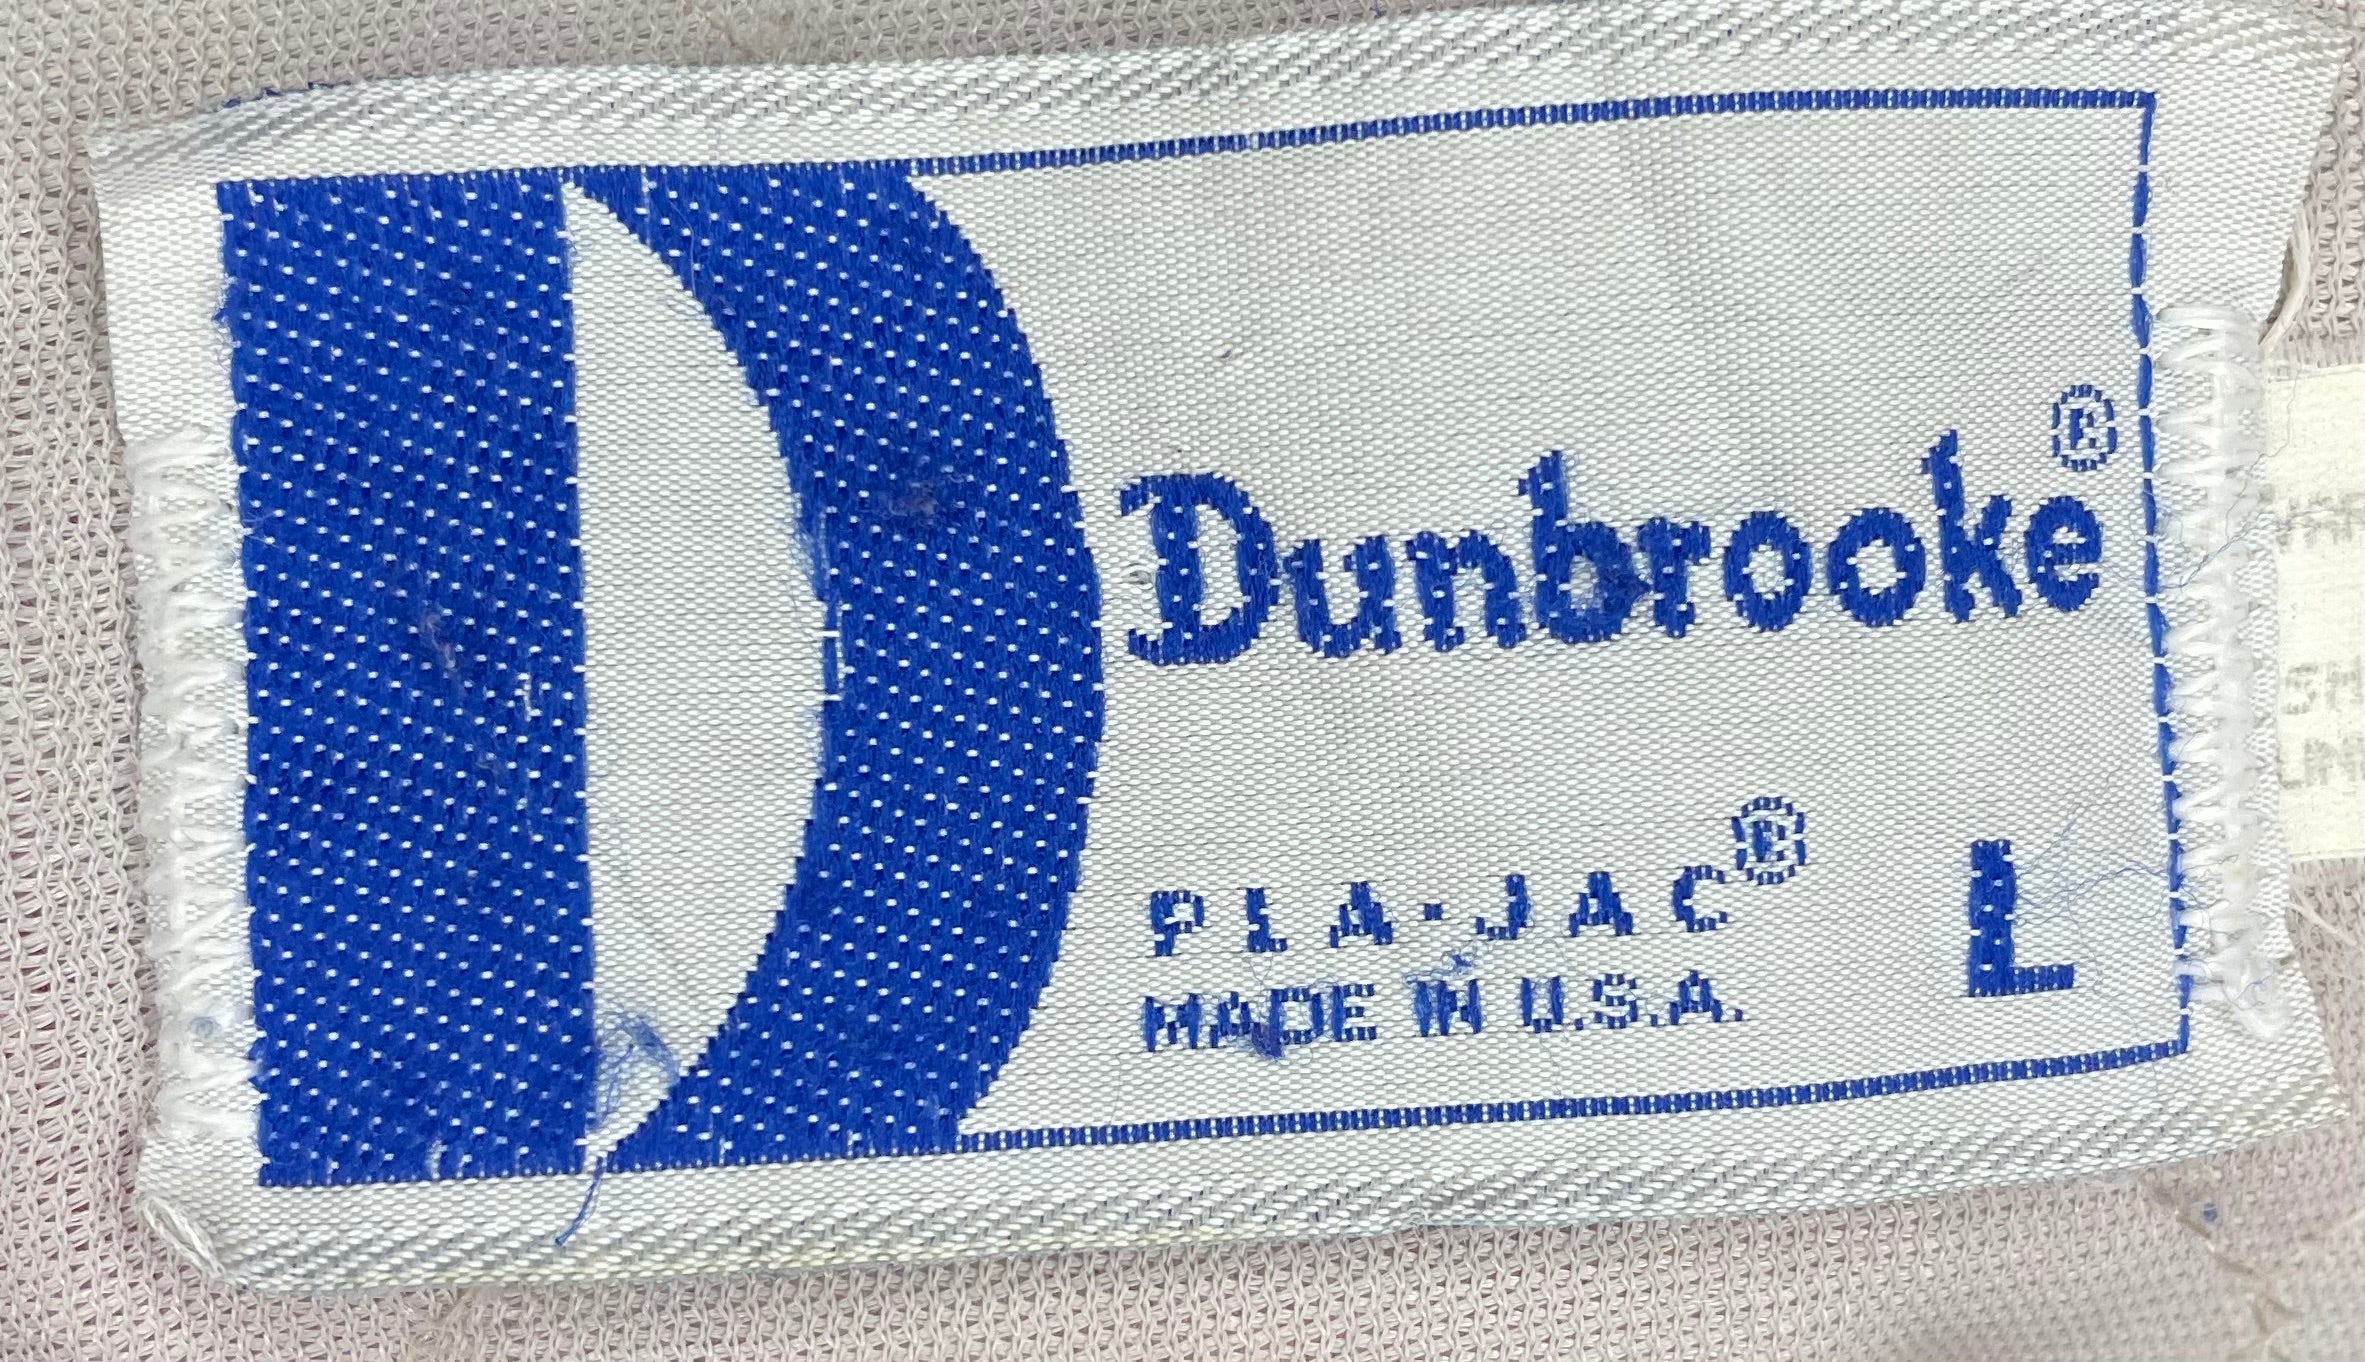 Dunbrooke®
PLA-JAC® L
MADE IN U.S.A.